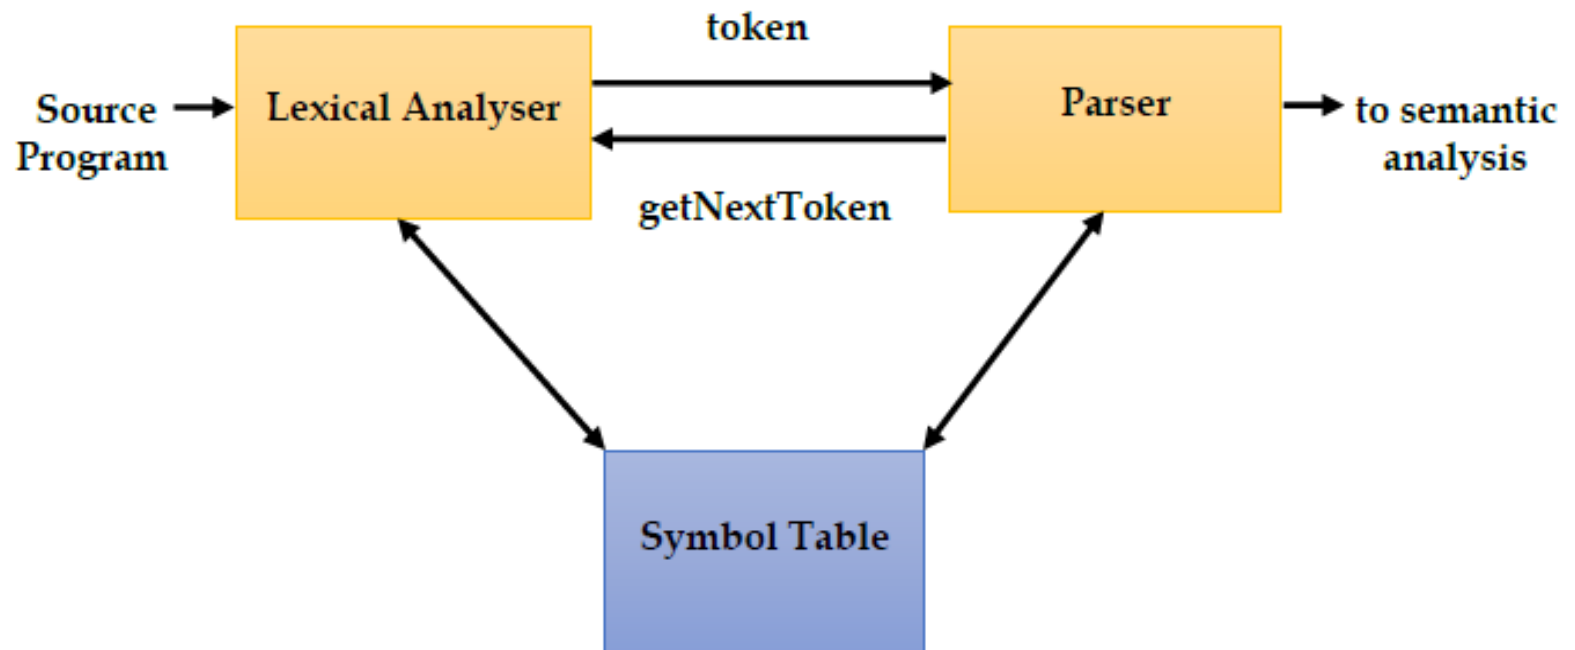 token
Source
Program
Lexical Analyser
Parser
to semantic
analysis
getNextToken
Symbol Table